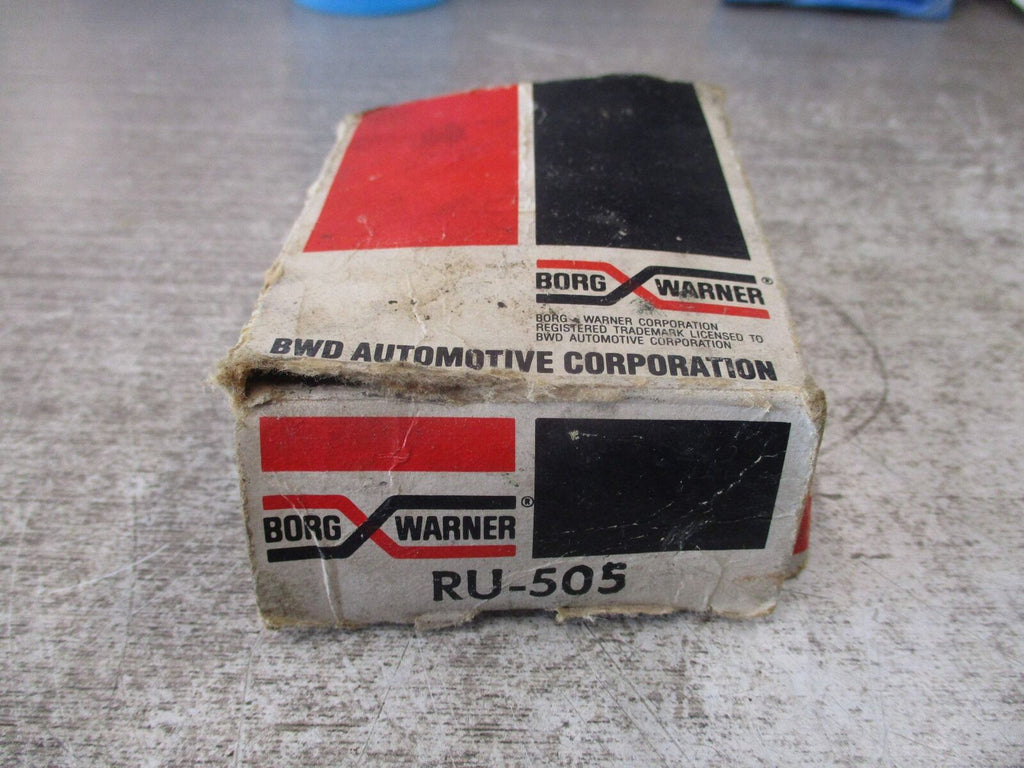 BORG WARNER®
BORG - WARNER CORPORATION
REGISTERED TRADEMARK LICENSED TO
BWD AUTOMOTIVE CORPORATION
BWD AUTOMOTIVE CORPORATION
BORG WARNER®
RU-505